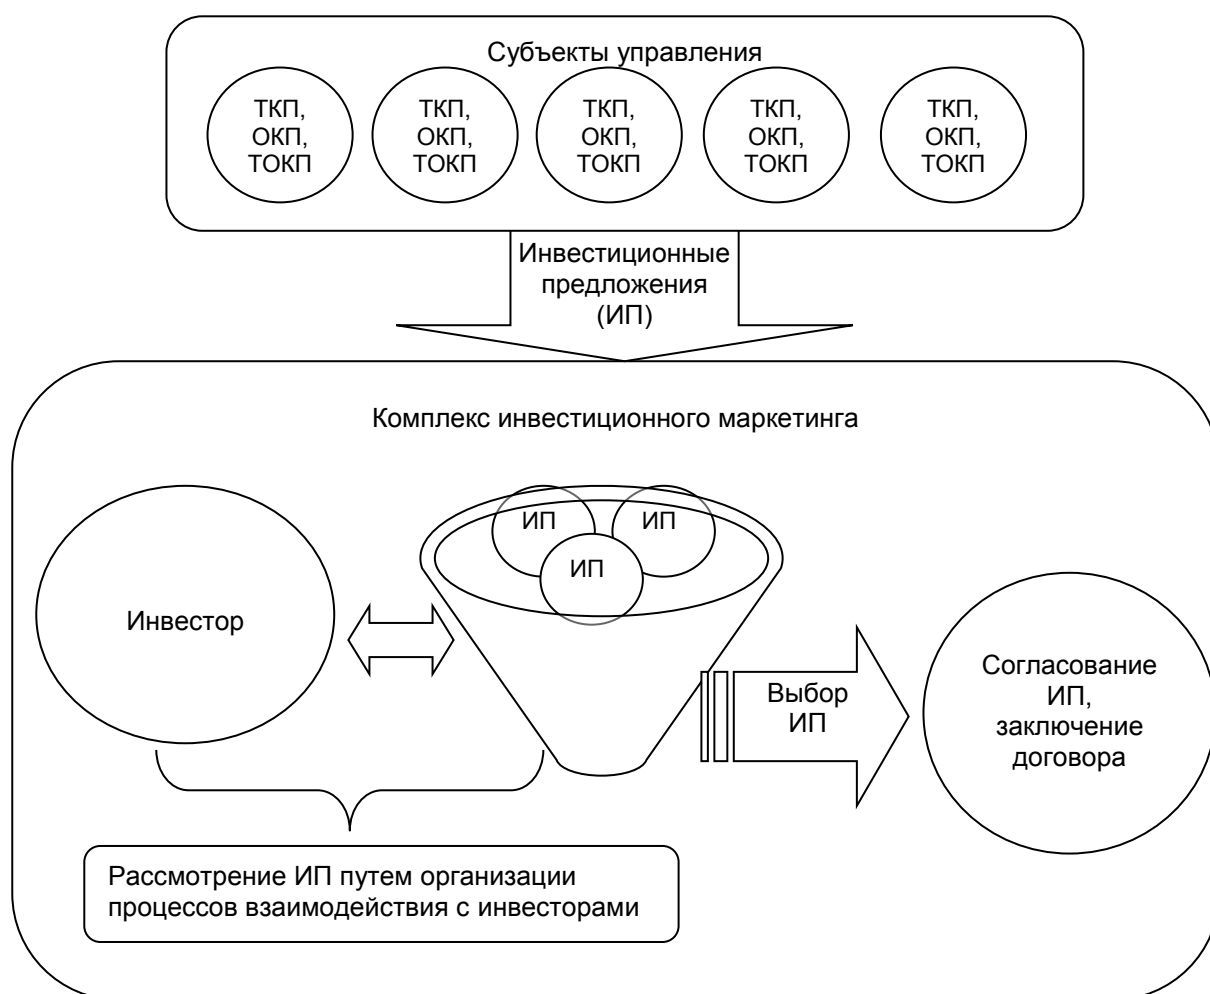 Субъекты управления
ТКП,
ОКП,
ТОКП
ТКП,
ОКП,
ТОКП
ТКП,
ОКП,
ТОКП
ТКП,
ОКП,
ТОКП
ТКП,
ОКП,
ТОКП
Инвестиционные
предложения
(ИП)
Комплекс инвестиционного маркетинга
Инвестор
ИП
ИП
ИП
Выбор
ИП
Согласование
ИП,
заключение
договора
Рассмотрение ИП путем организации
процессов взаимодействия с инвесторами